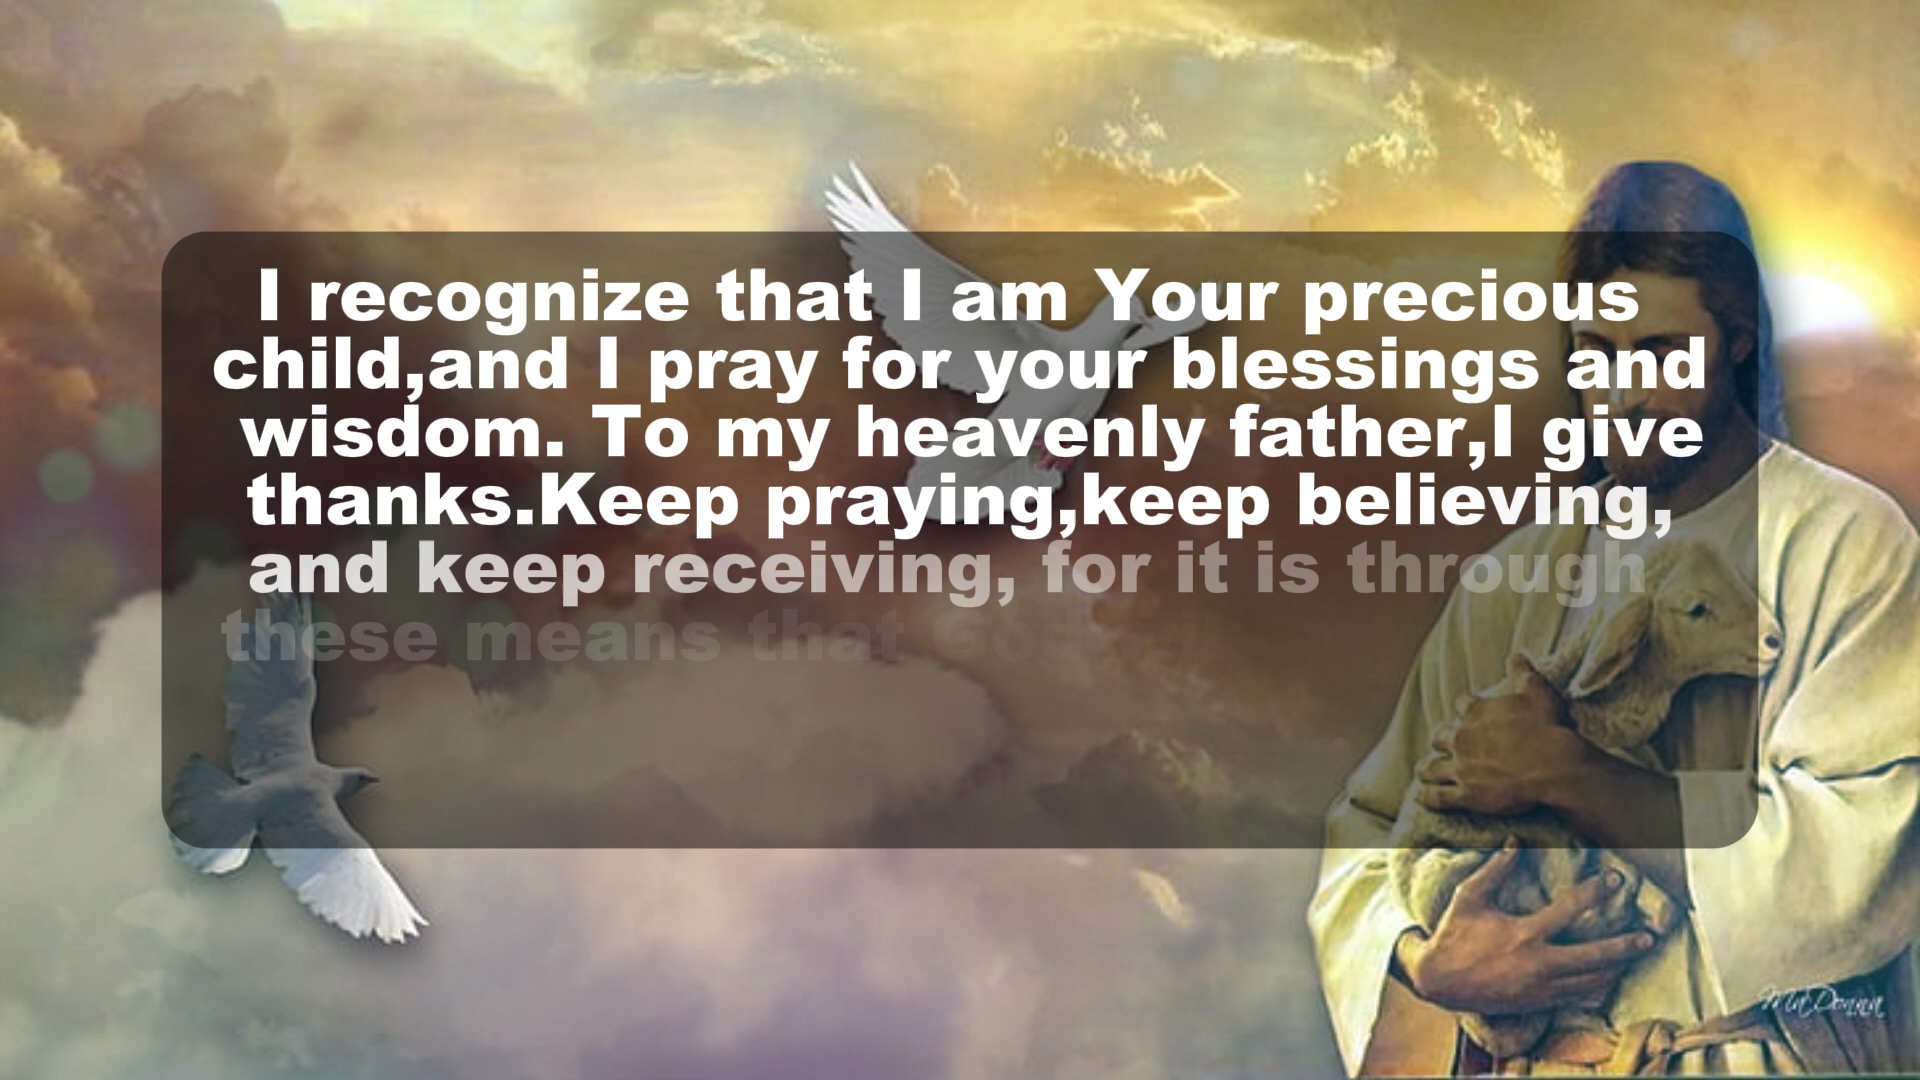 I recognize that I am Your precious
child,and I pray for your blessings and
wisdom. To my heavenly father,I give
thanks.Keep praying,keep believing,
and keep receiving, for it is through
these means that God
MaDonna